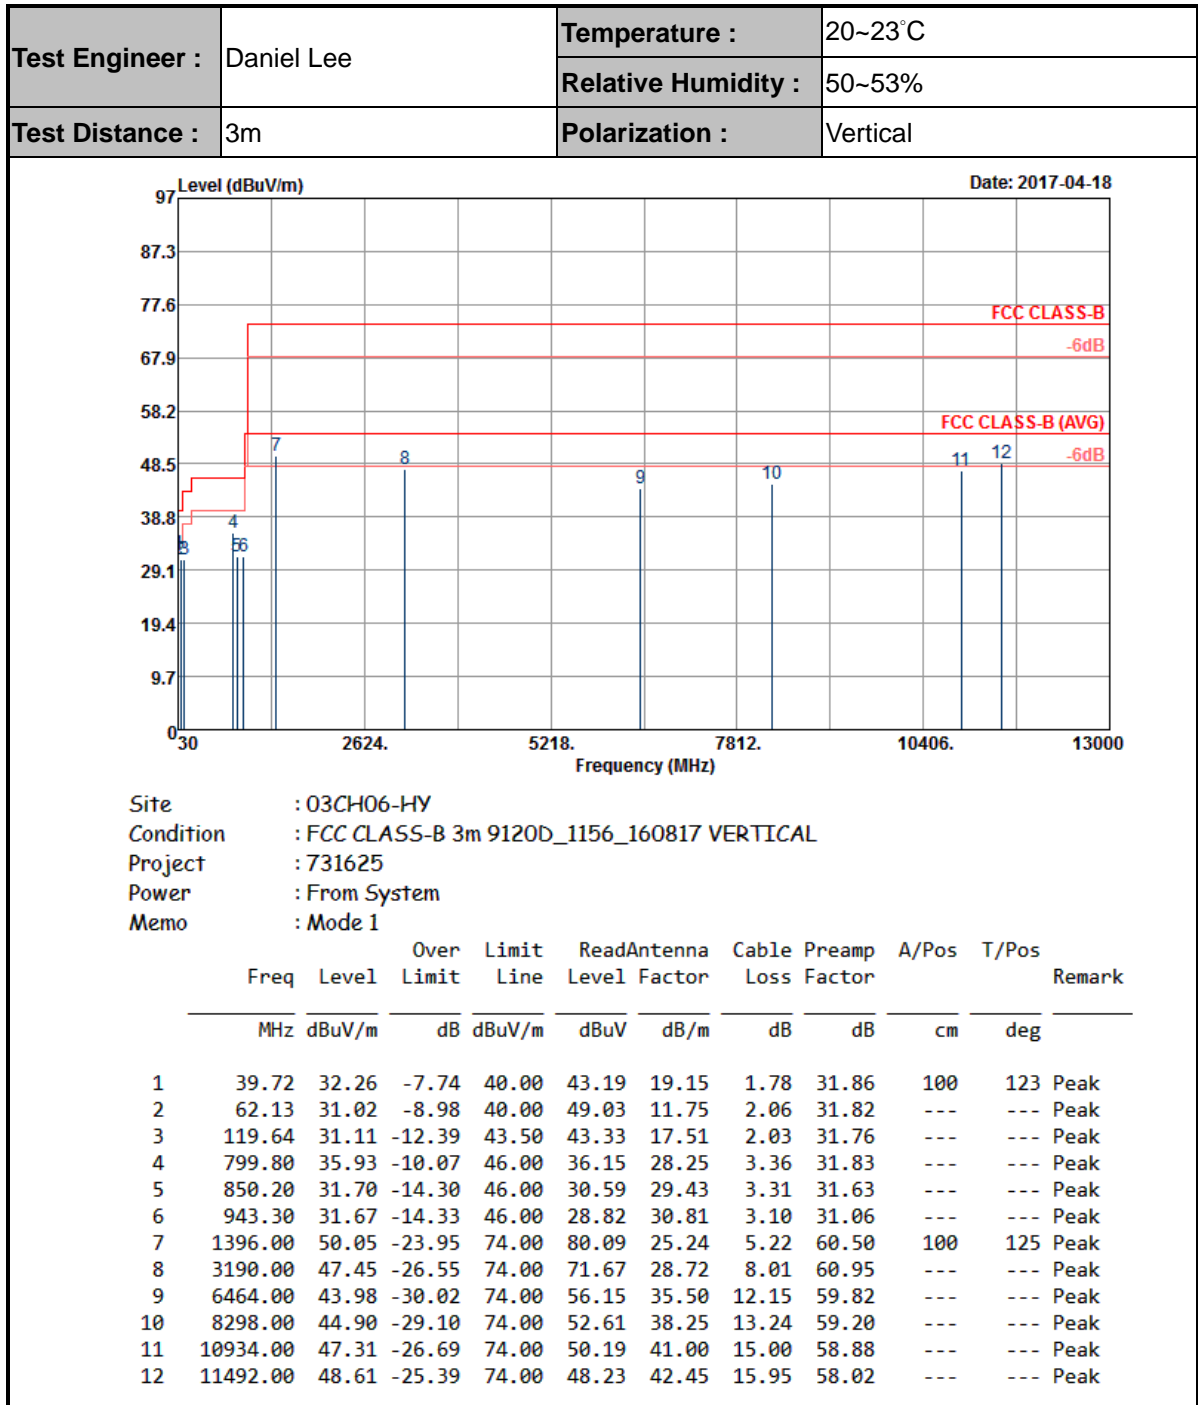 Test Engineer : Daniel Lee Temperature : 20~23°C
Relative Humidity : 50~53%
Test Distance : 3m Polarization : Vertical
Level (dBuV/m) Date: 2017-04-18
97
87.3
77.6
FCC CLASS-B
-6dB
67.9
58.2
FCC CLASS-B (AVG)
7 8 9 10 11 12 -6dB
48.5
38.8
4
3 5 6
29.1
19.4
9.7
0
30 2624. 5218. 7812. 10406. 13000
Frequency (MHz)
Site : 03CH06-HY
Condition : FCC CLASS-B 3m 9120D_1156_160817 VERTICAL
Project : 731625
Power : From System
Memo : Mode 1
Over Limit ReadAntenna Cable Preamp A/Pos T/Pos
Freq Level Limit Line Level Factor Loss Factor Remark
MHz dBuV/m dB dBuV/m dBuV dB/m dB dB cm deg
1 39.72 32.26 -7.74 40.00 43.19 19.15 1.78 31.86 100 123 Peak
2 62.13 31.02 -8.98 40.00 49.03 11.75 2.06 31.82 --- --- Peak
3 119.64 31.11 -12.39 43.50 43.33 17.51 2.03 31.76 --- --- Peak
4 799.80 35.93 -10.07 46.00 36.15 28.25 3.36 31.83 --- --- Peak
5 850.20 31.70 -14.30 46.00 30.59 29.43 3.31 31.63 --- --- Peak
6 943.30 31.67 -14.33 46.00 28.82 30.81 3.10 31.06 --- --- Peak
7 1396.00 50.05 -23.95 74.00 80.09 25.24 5.22 60.50 100 125 Peak
8 3190.00 47.45 -26.55 74.00 71.67 28.72 8.01 60.95 --- --- Peak
9 6464.00 43.98 -30.02 74.00 56.15 35.50 12.15 59.82 --- --- Peak
10 8298.00 44.90 -29.10 74.00 52.61 38.25 13.24 59.20 --- --- Peak
11 10934.00 47.31 -26.69 74.00 50.19 41.00 15.00 58.88 --- --- Peak
12 11492.00 48.61 -25.39 74.00 48.23 42.45 15.95 58.02 --- --- Peak